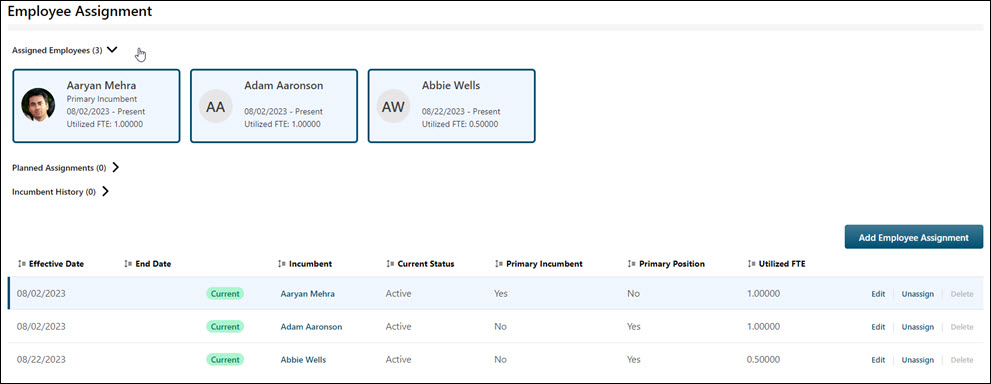 Employee Assignment
Assigned Employees (3)
Aaryan Mehra
Primary Incumbent
08/02/2023 - Present
Utilized FTE: 1.00000
AA
Adam Aaronson
08/02/2023 - Present
Utilized FTE: 1.00000
AW
Abbie Wells
08/22/2023 - Present
Utilized FTE: 0.50000
Planned Assignments (0)
Incumbent History (0)
Add Employee Assignment
Effective Date End Date Incumbent Current Status Primary Incumbent Primary Position Utilized FTE
08/02/2023 Current Aaryan Mehra Active Yes No 1.00000 Edit Unassign Delete
08/02/2023 Current Adam Aaronson Active No Yes 1.00000 Edit Unassign Delete
08/22/2023 Current Abbie Wells Active No Yes 0.50000 Edit Unassign Delete